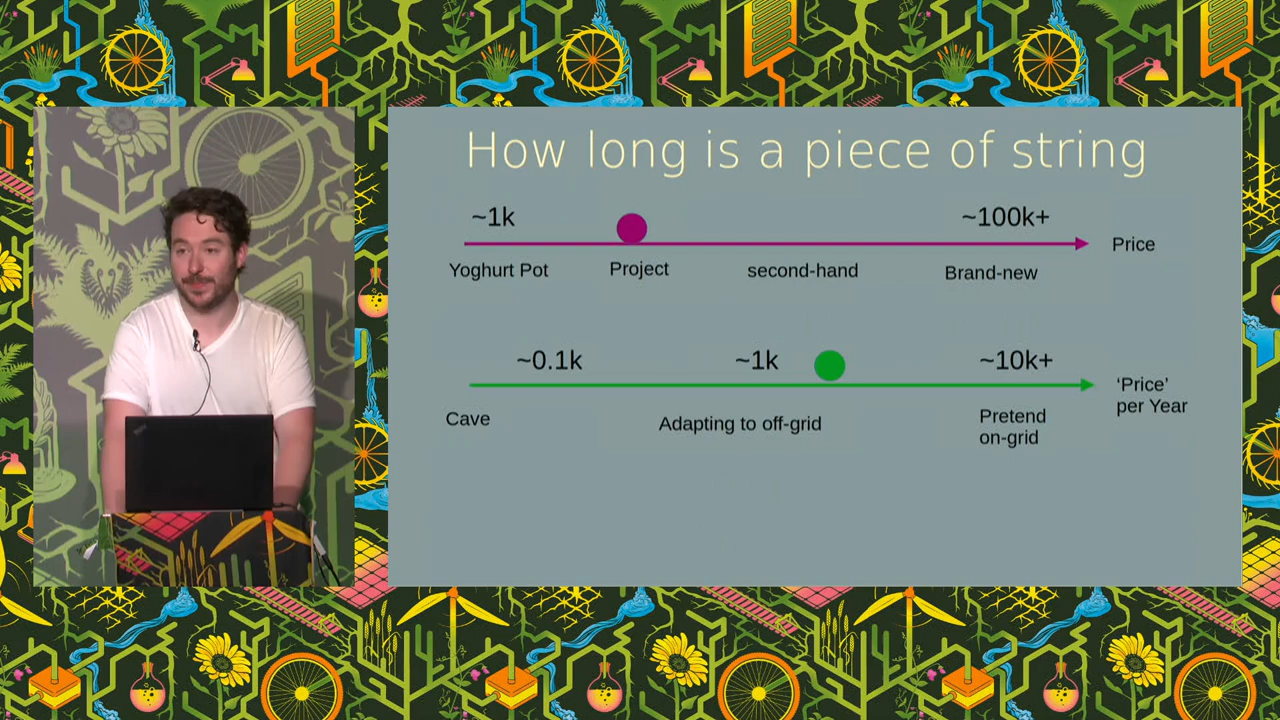 How long is a piece of string
~1k
~100k+
Price
Yoghurt Pot
Project
second-hand
Brand-new
~0.1k
~1k
~10k+
‘Price’
per Year
Cave
Adapting to off-grid
Pretend
on-grid